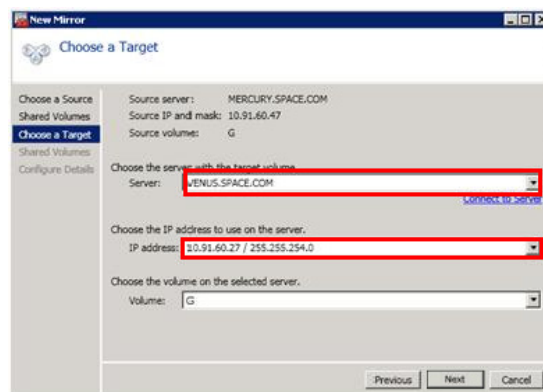 New Mirror
Choose a Target
Choose a Source
Shared Volumes
Choose a Target
Shared Volumes
Configure Details
Source server: MERCURY.SPACE.COM
Source IP and mask: 10.91.60.47
Source volume: G
Choose the server with the target volume
Server: VENUS.SPACE.COM
Connect to Server
Choose the IP address to use on the server.
IP address: 10.91.60.27 / 255.255.254.0
Choose the volume on the selected server.
Volume: G
Previous Next Cancel